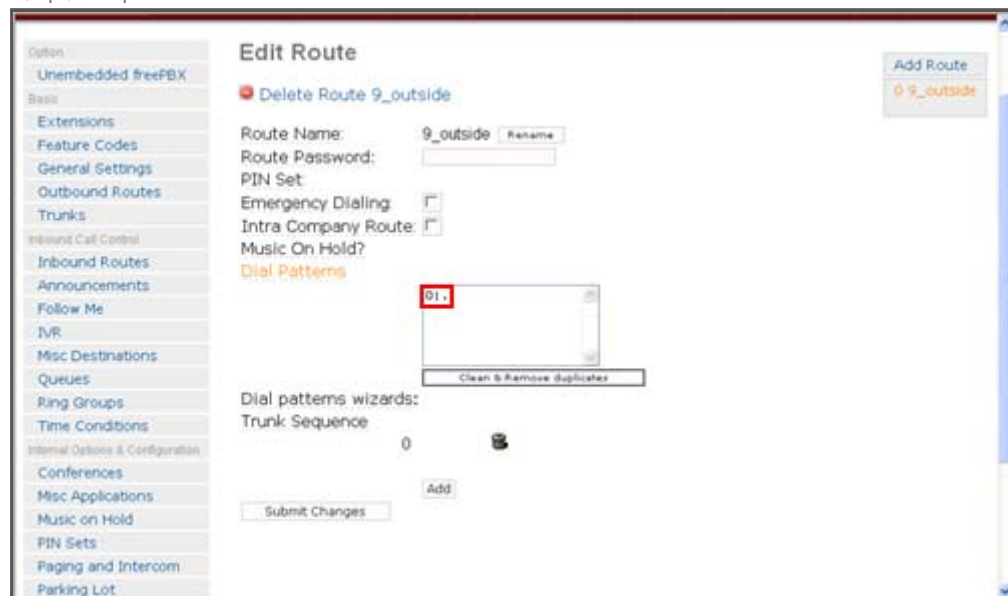 Option
Unembedded freePBX
Basic
Extensions
Feature Codes
General Settings
Outbound Routes
Trunks
Inbound Call Control
Inbound Routes
Announcements
Follow Me
IVR
Misc Destinations
Queues
Ring Groups
Time Conditions
Internal Options & Configuration
Conferences
Misc Applications
Music on Hold
PIN Sets
Paging and Intercom
Parking Lot
Edit Route
Delete Route 9_outside
Route Name: 9_outside Rename
Route Password:
PIN Set
Emergency Dialing
Intra Company Route:
Music On Hold?
Dial Patterns
0|.
Clean & Remove duplicates
Dial patterns wizards:
Trunk Sequence
0
Add
Submit Changes
Add Route
0 9_outside